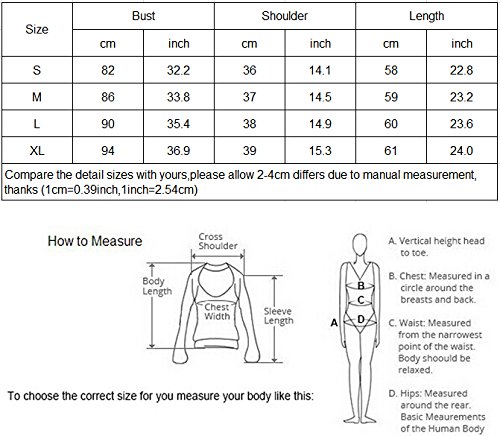 Size Bust Shoulder Length
cm inch cm inch cm inch
S 82 32.2 36 14.1 58 22.8
M 86 33.8 37 14.5 59 23.2
L 90 35.4 38 14.9 60 23.6
XL 94 36.9 39 15.3 61 24.0
Compare the detail sizes with yours,please allow 2-4cm differs due to manual measurement,
thanks (1cm=0.39inch,1inch=2.54cm)
How to Measure
Cross
Shoulder
Body
Length
Chest
Width
Sleeve
Length
To choose the correct size for you measure your body like this:
A
B
C
D
A. Vertical height head
to toe.
B. Chest: Measured in a
circle around the
breasts and back.
C. Waist: Measured
from the narrowest
point of the waist.
Body shoould be
relaxed.
D. Hips: Measured
around the rear.
Basic Meaurements
of the Human Body